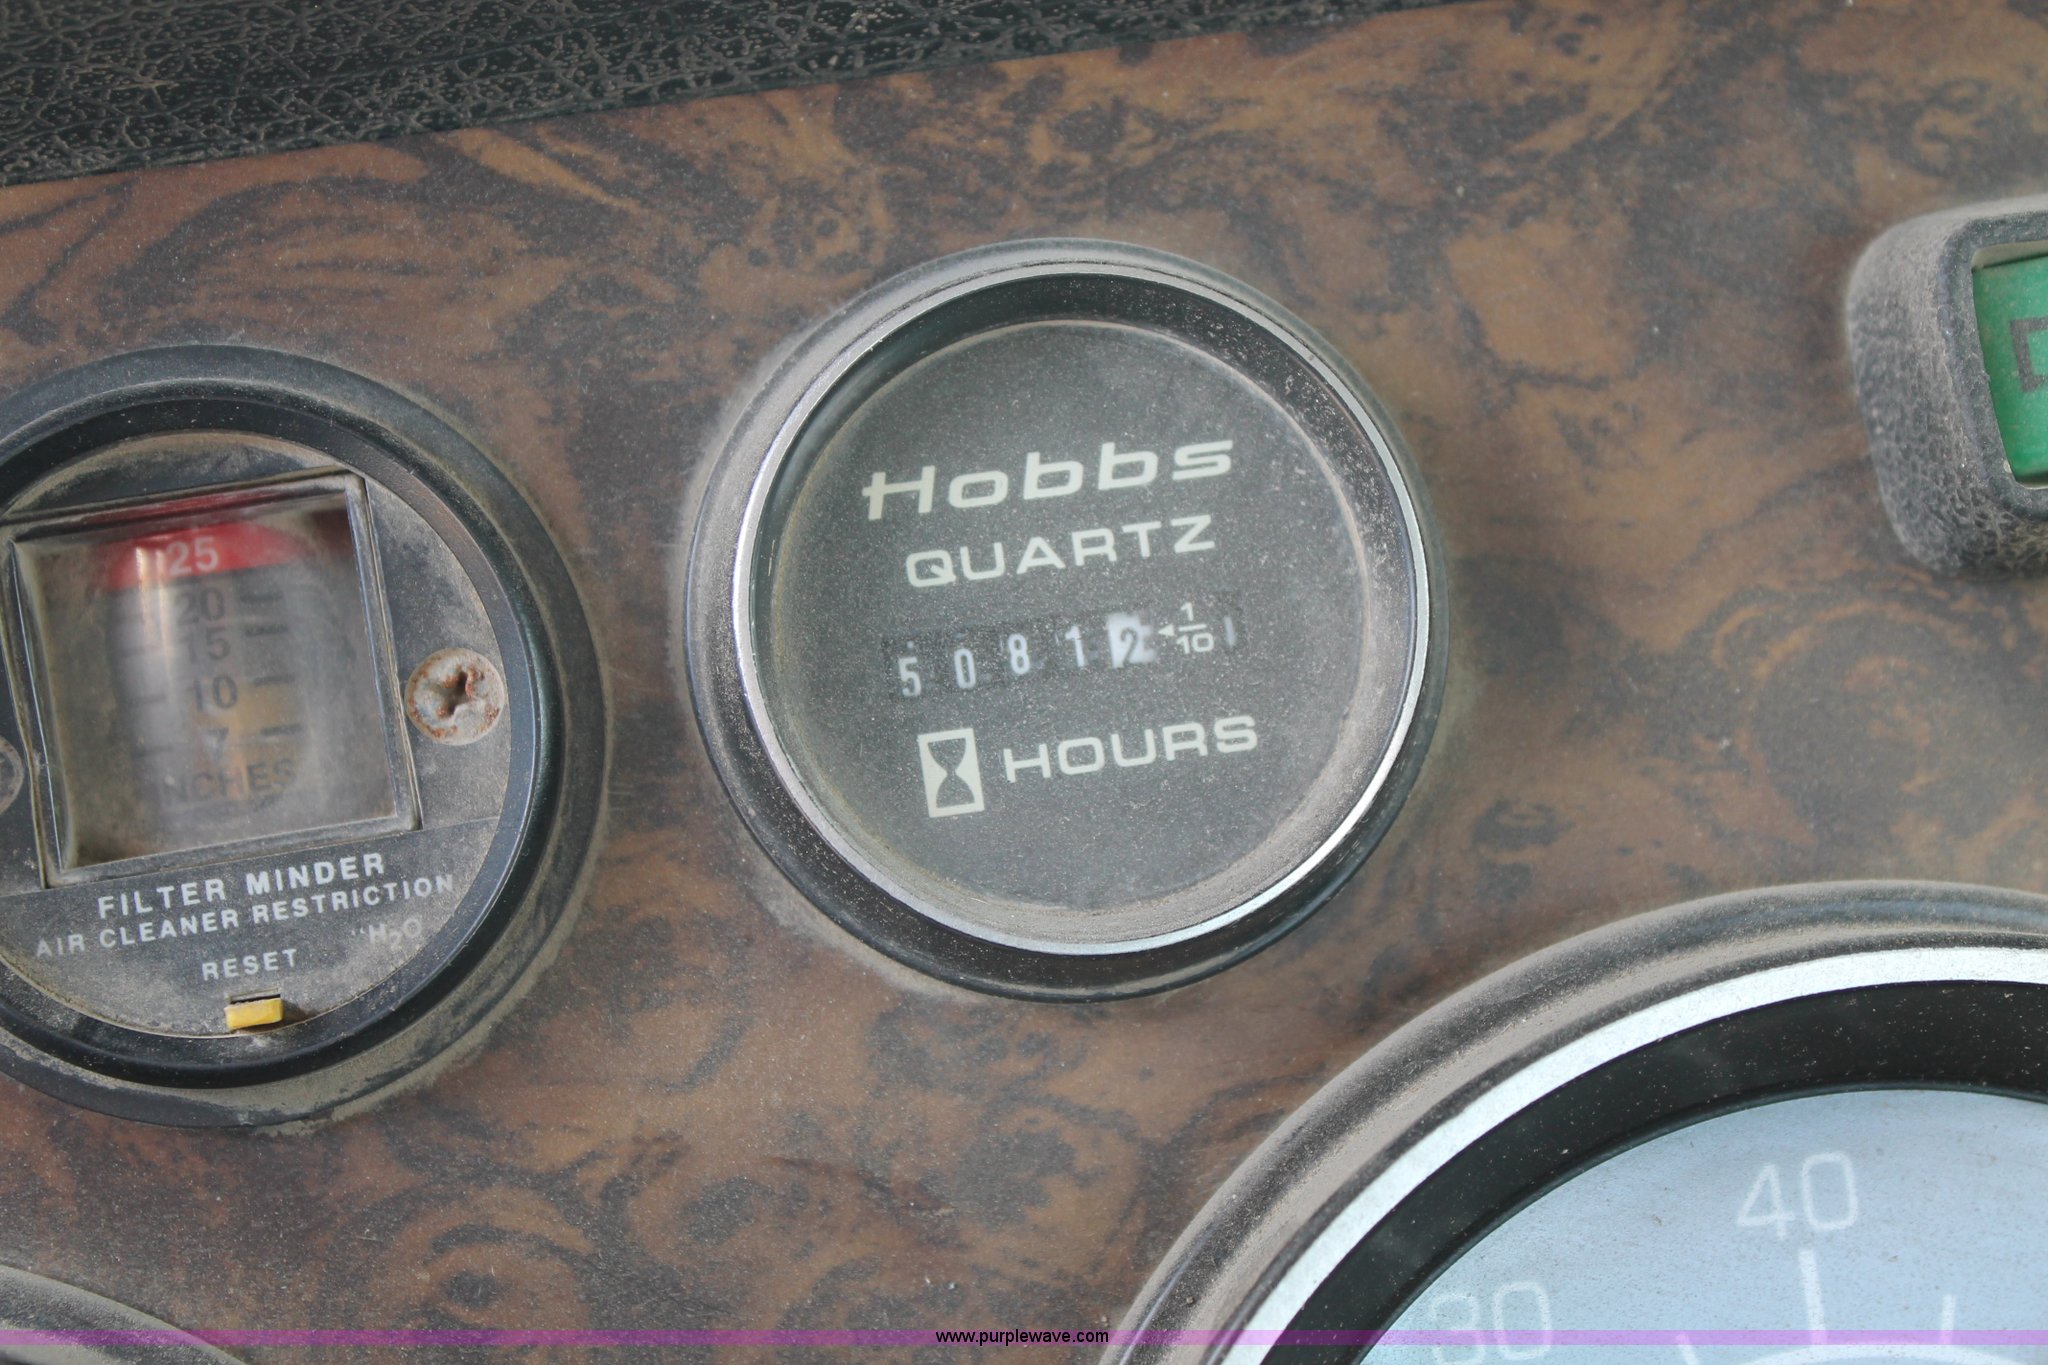 25
20
15
10
7
INCHES
FILTER MINDER
AIR CLEANER RESTRICTION
"H2O
RESET
Hobbs
QUARTZ
5 0 8 1 2 1/10
HOURS
40
30
www.purplewave.com